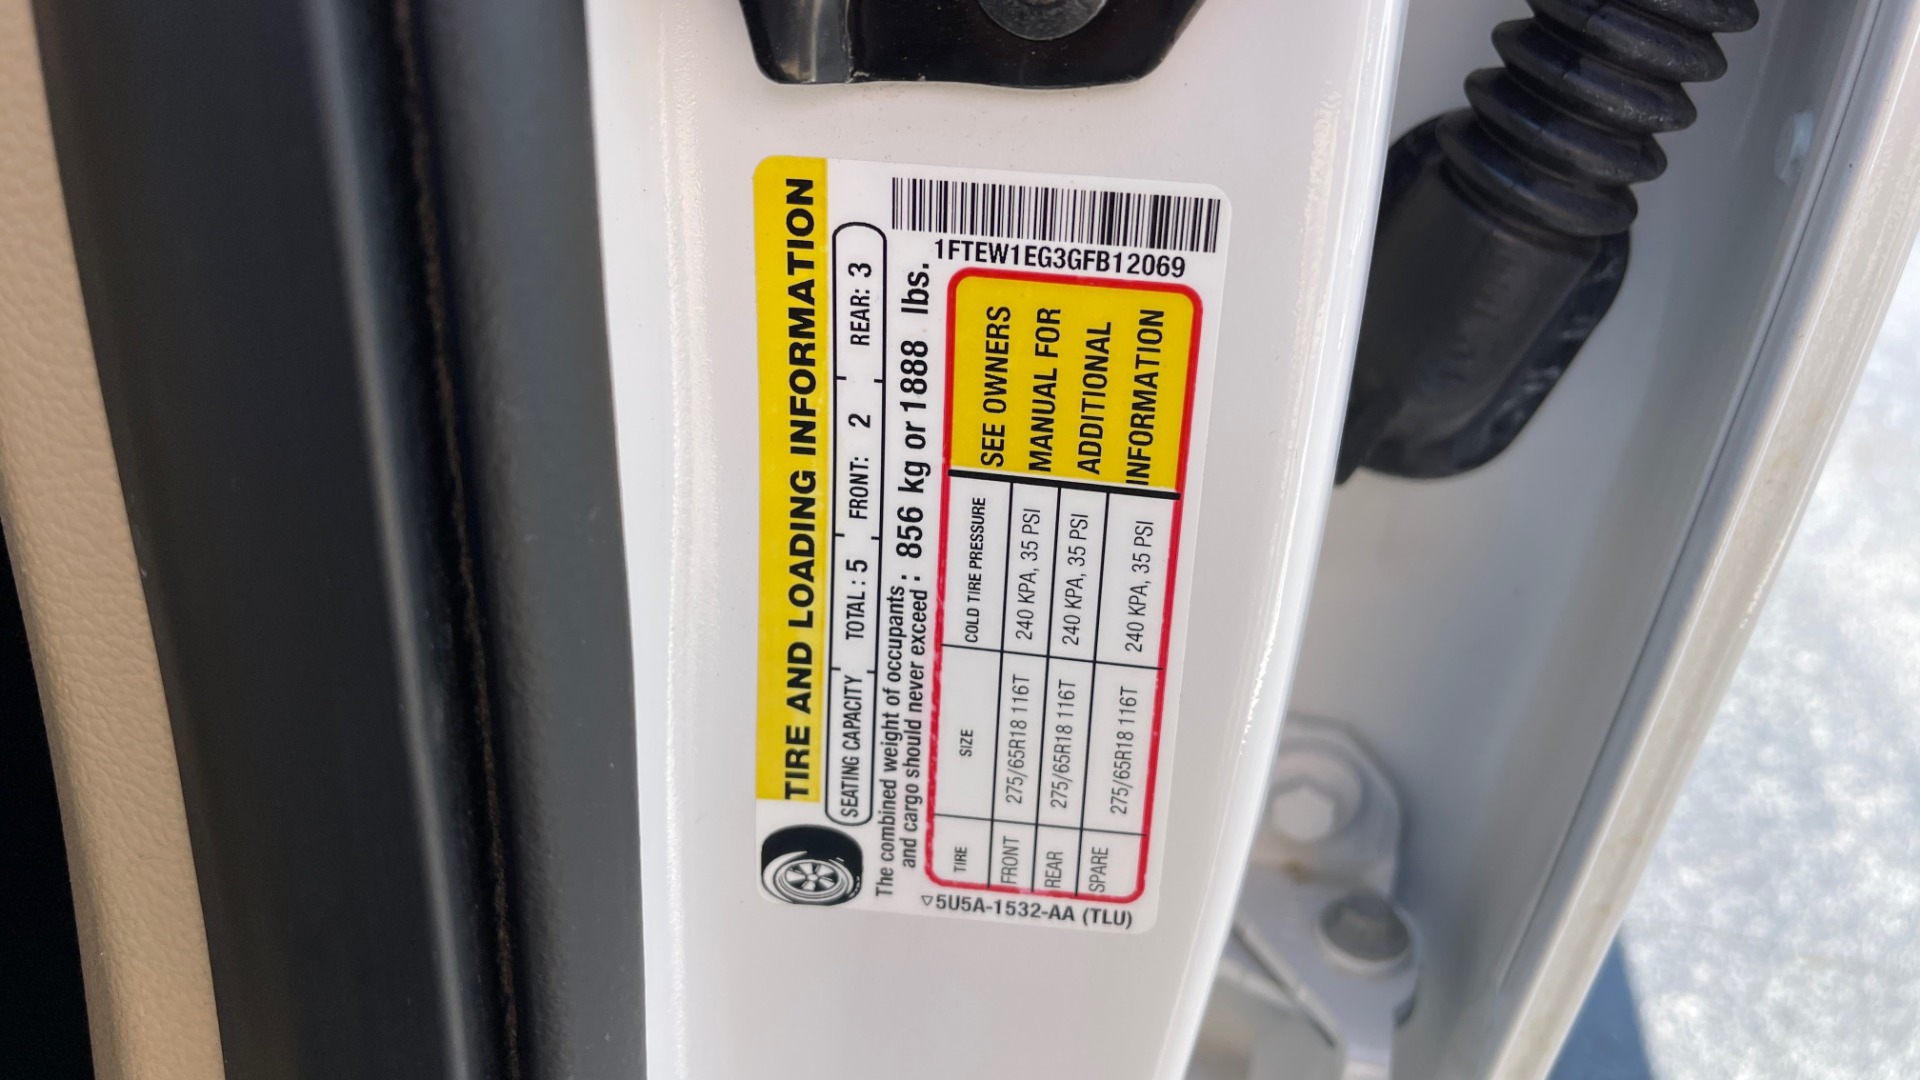 TIRE AND LOADING INFORMATION
SEATING CAPACITY TOTAL : 5 FRONT: 2 REAR: 3
The combined weight of occupants
and cargo should never exceed : 856 kg or 1888 lbs.
1FTEW1EG3GFB12069
TIRE SIZE COLD TIRE PRESSURE
FRONT 275/65R18 116T 240 KPA, 35 PSI
REAR 275/65R18 116T 240 KPA, 35 PSI
SPARE 275/65R18 116T 240 KPA, 35 PSI
SEE OWNERS
MANUAL FOR
ADDITIONAL
INFORMATION
▽5U5A-1532-AA (TLU)